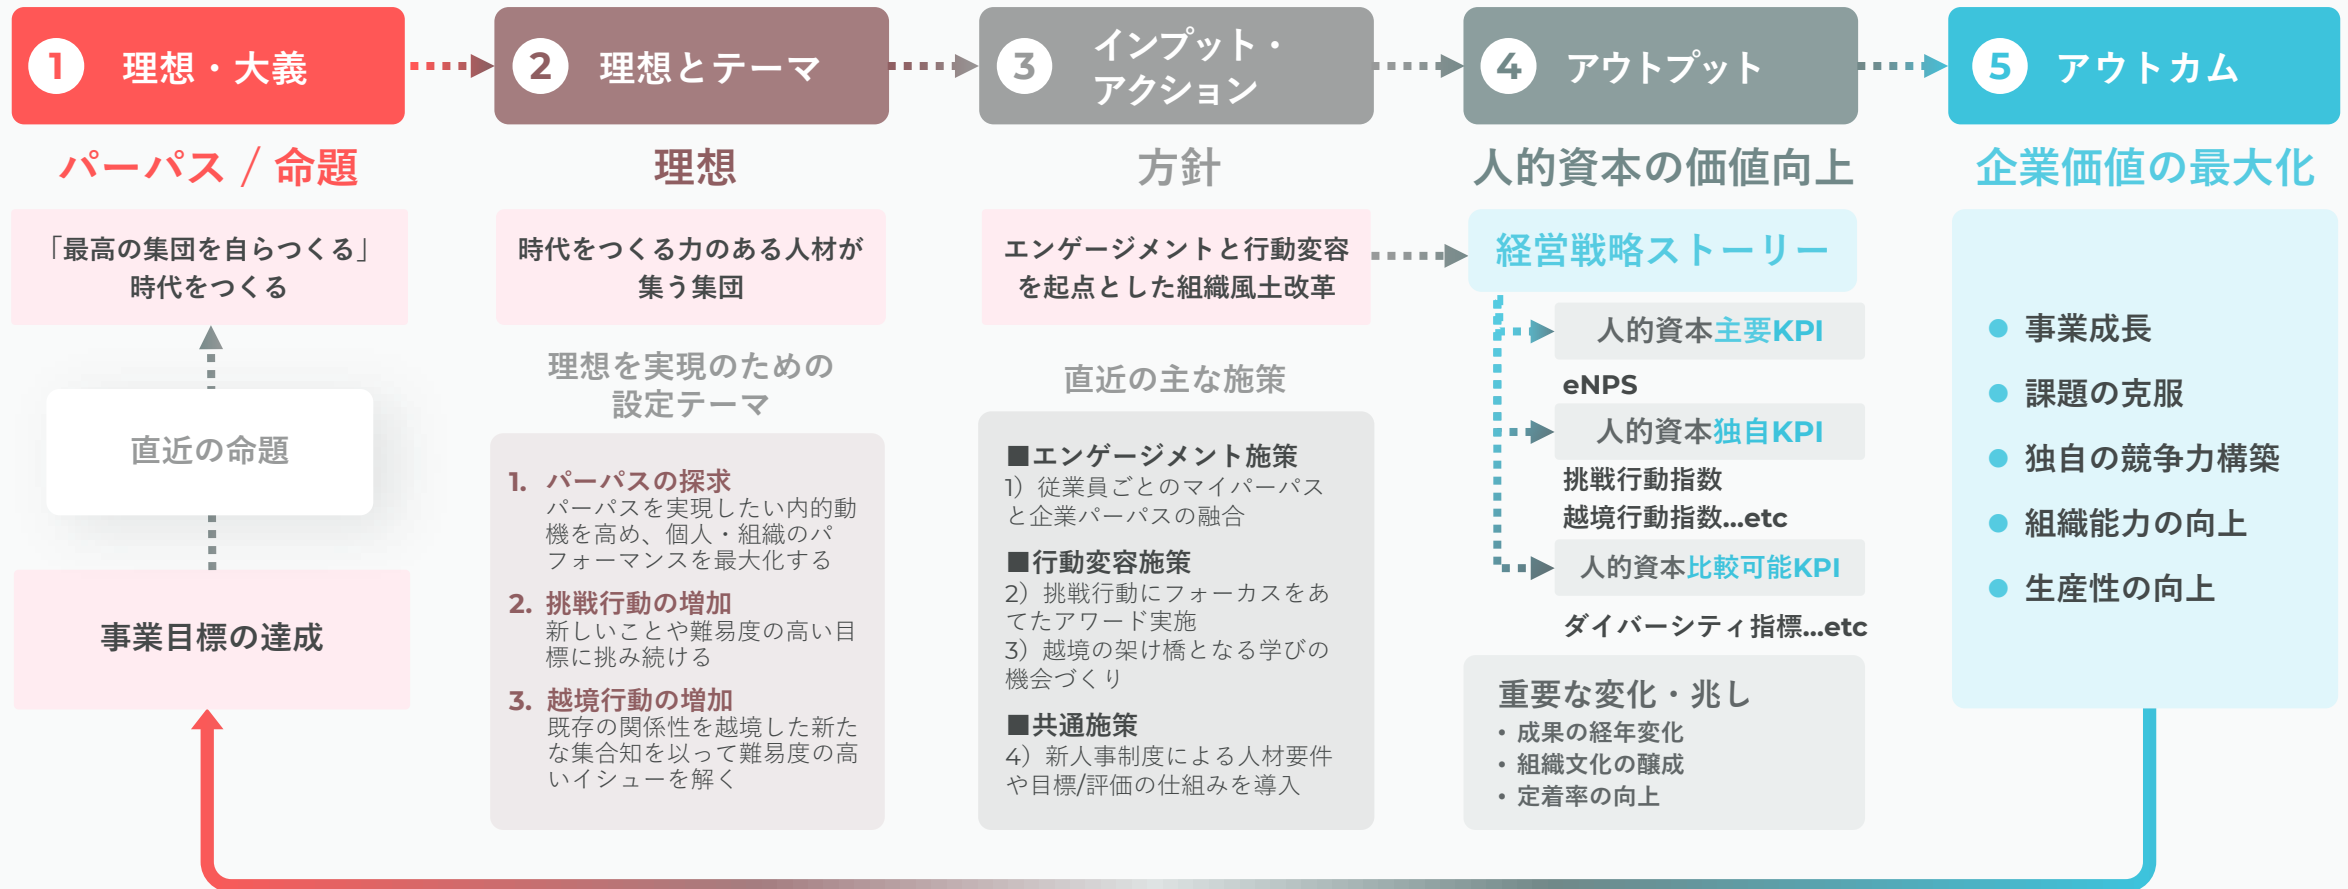 1 理想・大義
パーパス / 命題
「最高の集団を自らつくる」
時代をつくる
直近の命題
事業目標の達成
2 理想とテーマ
理想
時代をつくる力のある人材が
集う集団
理想を実現のための
設定テーマ
1. パーパスの探求
パーパスを実現したい内的動
機を高め、個人・組織のパ
フォーマンスを最大化する
2. 挑戦行動の増加
新しいことや難易度の高い目
標に挑み続ける
3. 越境行動の増加
既存の関係性を越境した新た
な集合知を以って難易度の高
いイシューを解く
3 インプット・
アクション
方針
エンゲージメントと行動変容
を起点とした組織風土改革
直近の主な施策
■エンゲージメント施策
1）従業員ごとのマイパーパス
と企業パーパスの融合
■行動変容施策
2）挑戦行動にフォーカスをあ
てたアワード実施
3）越境の架け橋となる学びの
機会づくり
■共通施策
4）新人事制度による人材要件
や目標/評価の仕組みを導入
4 アウトプット
人的資本の価値向上
経営戦略ストーリー
人的資本主要KPI
eNPS
人的資本独自KPI
挑戦行動指数
越境行動指数...etc
人的資本比較可能KPI
ダイバーシティ指標...etc
重要な変化・兆し
・成果の経年変化
・組織文化の醸成
・定着率の向上
5 アウトカム
企業価値の最大化
● 事業成長
● 課題の克服
● 独自の競争力構築
● 組織能力の向上
● 生産性の向上